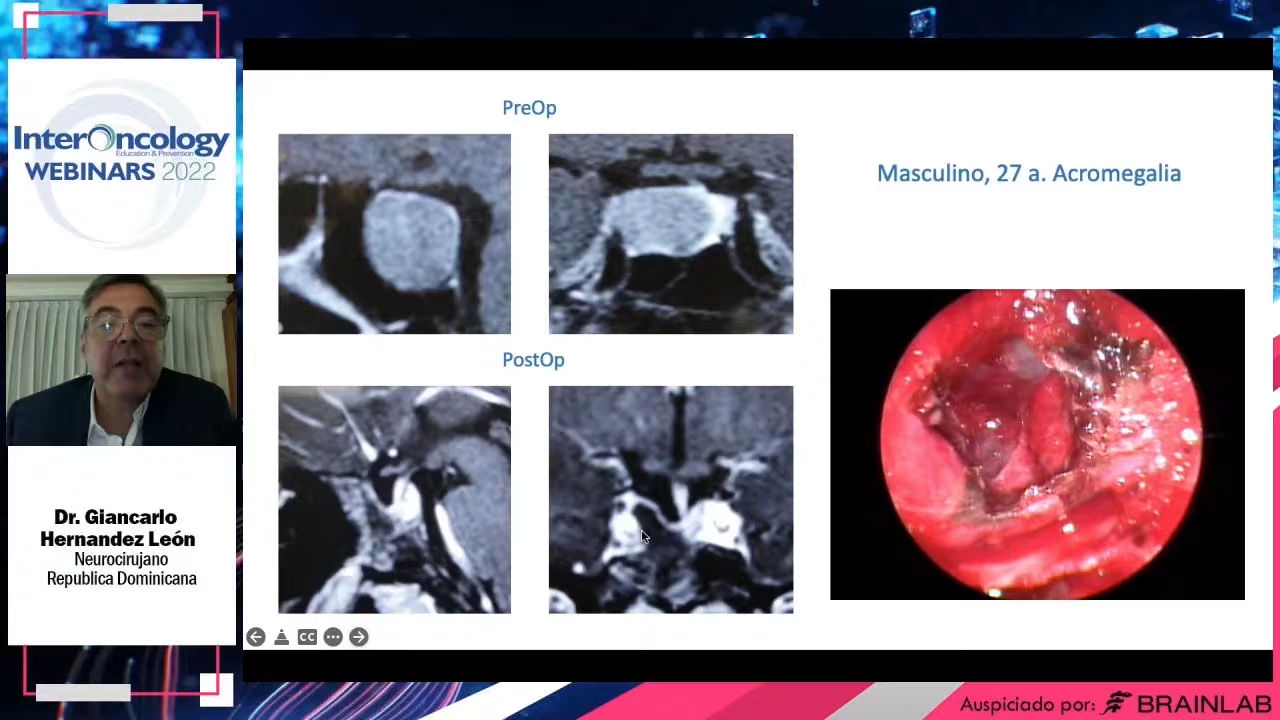 InterOncology
Education & Prevention
WEBINARS 2022
Dr. Giancarlo
Hernandez León
Neurocirujano
Republica Dominicana
PreOp
Masculino, 27 a. Acromegalia
PostOp
CC
Auspiciado por: BRAINLAB